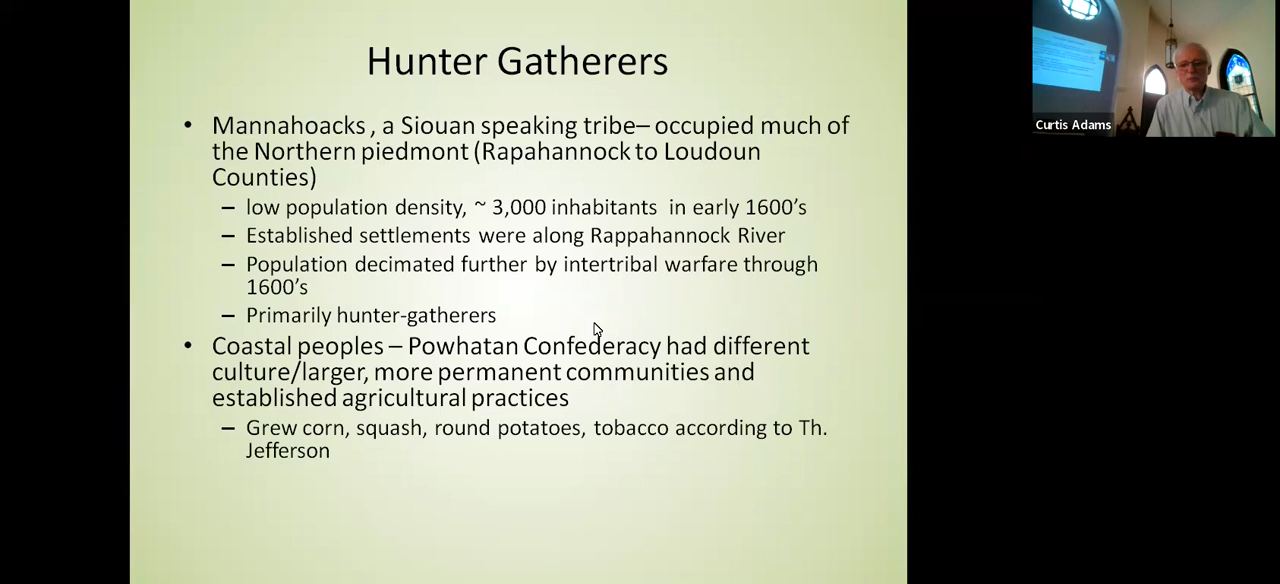 Hunter Gatherers
• Mannahoacks , a Siouan speaking tribe– occupied much of
the Northern piedmont (Rapahannock to Loudoun
Counties)
– low population density, ~ 3,000 inhabitants in early 1600's
– Established settlements were along Rappahannock River
– Population decimated further by intertribal warfare through
1600's
– Primarily hunter-gatherers
• Coastal peoples – Powhatan Confederacy had different
culture/larger, more permanent communities and
established agricultural practices
– Grew corn, squash, round potatoes, tobacco according to Th.
Jefferson
Curtis Adams